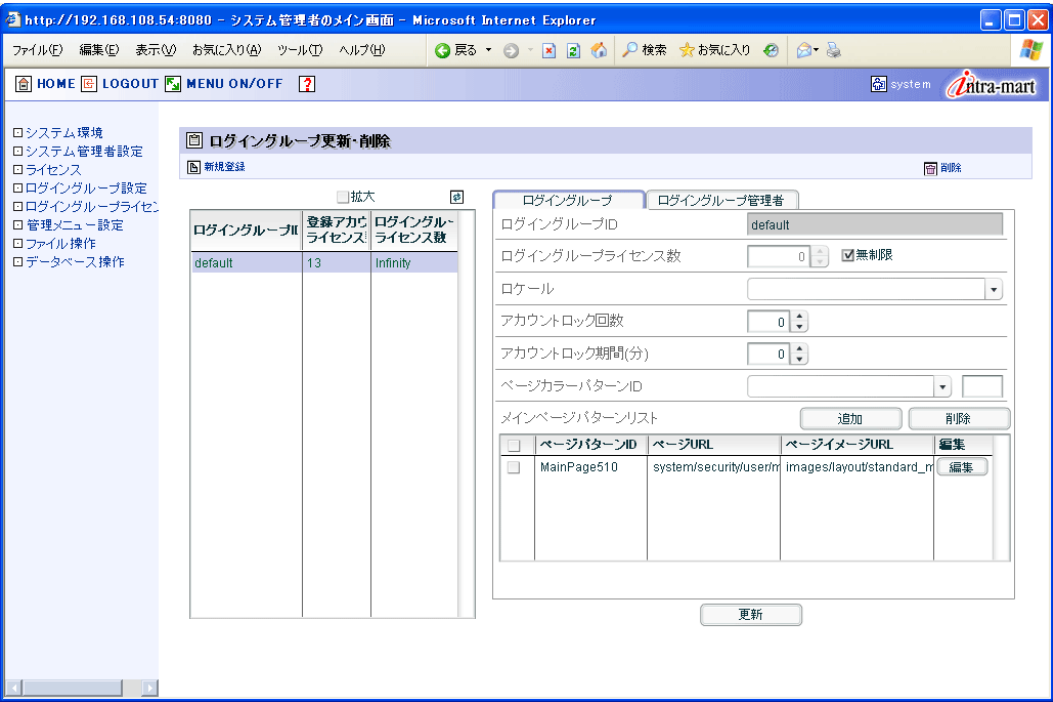 http://192.168.108.54:8080 - システム管理者のメイン画面 - Microsoft Internet Explorer
ファイル(F) 編集(E) 表示(V) お気に入り(A) ツール(T) ヘルプ(H) 戻る 検索 お気に入り
HOME LOGOUT MENU ON/OFF ? system intra-mart
システム環境
システム管理者設定
ライセンス
ログイングループ設定
ログイングループライセン
管理メニュー設定
ファイル操作
データベース操作
ログイングループ更新・削除
新規登録 削除
拡大
ログイングループI 登録アカウ ログイングルー
ライセンス ライセンス数
default 13 Infinity
ログイングループ ログイングループ管理者
ログイングループID default
ログイングループライセンス数 0 無制限
ロケール
アカウントロック回数 0
アカウントロック期間(分) 0
ページカラーパターンID
メインページパターンリスト 追加 削除
ページパターンID ページURL ページイメージURL 編集
MainPage510 system/security/user/m images/layout/standard_m 編集
更新